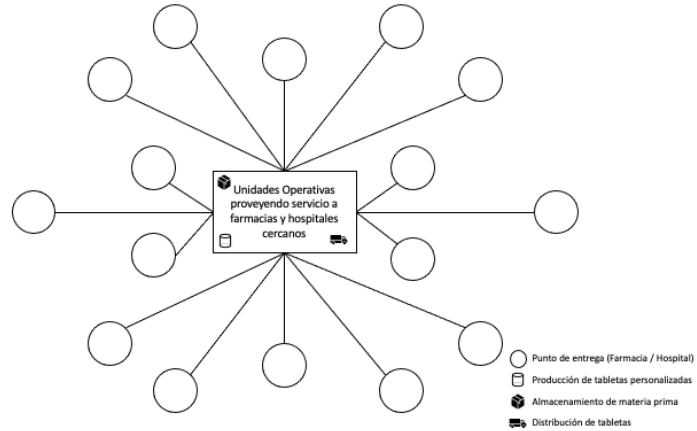 Unidades Operativas
proveyendo servicio a
farmacias y hospitales
cercanos
Punto de entrega (Farmacia / Hospital)
Producción de tabletas personalizadas
Almacenamiento de materia prima
Distribución de tabletas